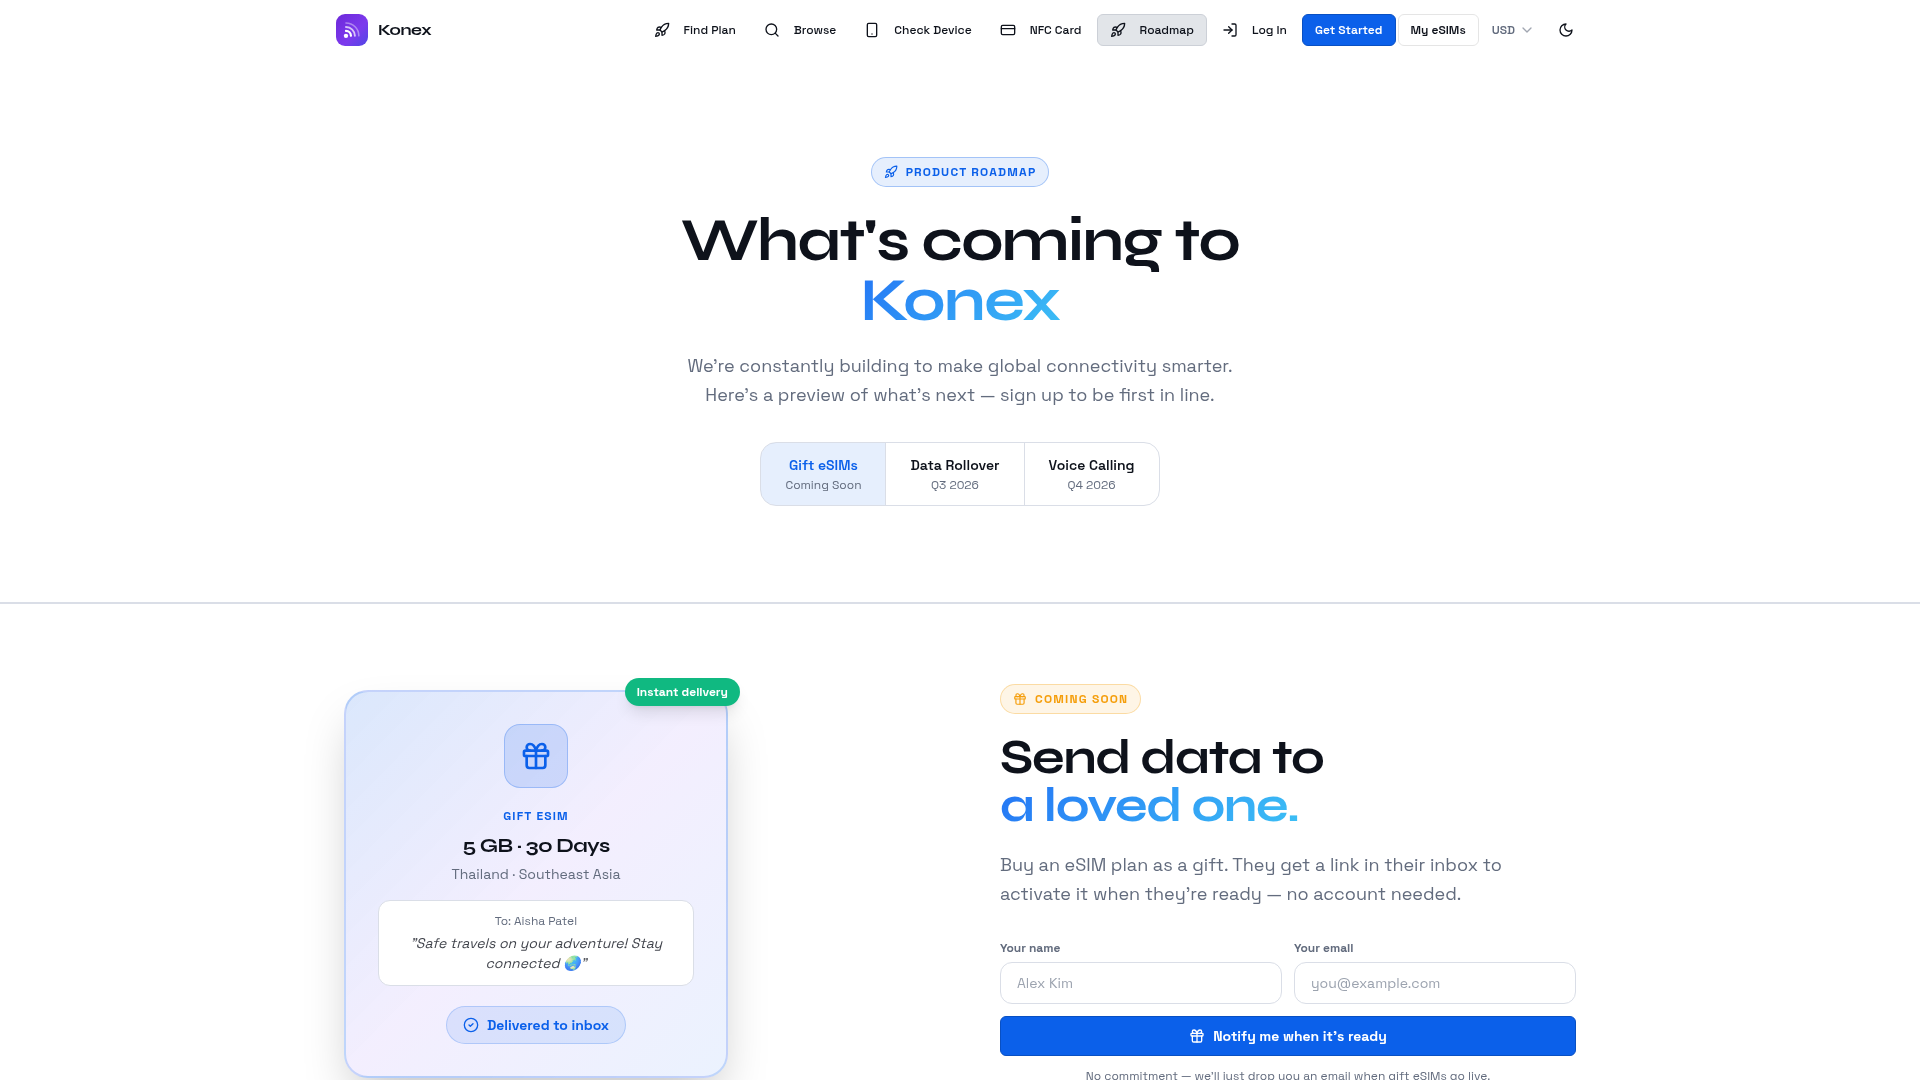 Konex
Find Plan
Browse
Check Device
NFC Card
Roadmap
Log In
Get Started
My eSIMs
USD
PRODUCT ROADMAP
What's coming to
Konex
We're constantly building to make global connectivity smarter.
Here's a preview of what's next — sign up to be first in line.
Gift eSIMs
Coming Soon
Data Rollover
Q3 2026
Voice Calling
Q4 2026
Instant delivery
GIFT ESIM
5 GB · 30 Days
Thailand · Southeast Asia
To: Aisha Patel
"Safe travels on your adventure! Stay
connected 🌏"
Delivered to inbox
COMING SOON
Send data to
a loved one.
Buy an eSIM plan as a gift. They get a link in their inbox to
activate it when they're ready — no account needed.
Your name
Your email
Alex Kim
you@example.com
Notify me when it's ready
No commitment — we'll just drop you an email when gift eSIMs go live.